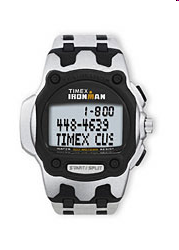 TIMEX
IRONMAN
1-800
448-4639
TIMEX CUS
START/SPLIT